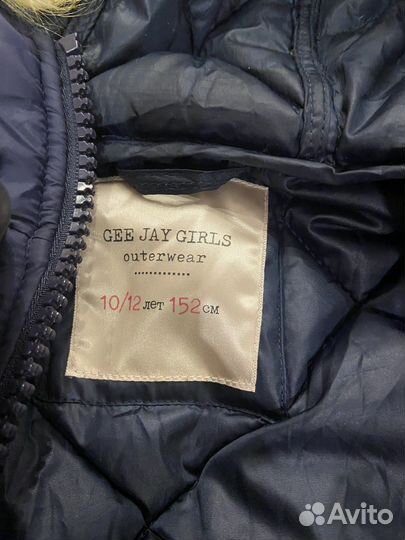 GEE JAY GIRLS
outerwear
10/12 лет 152 см
Avito